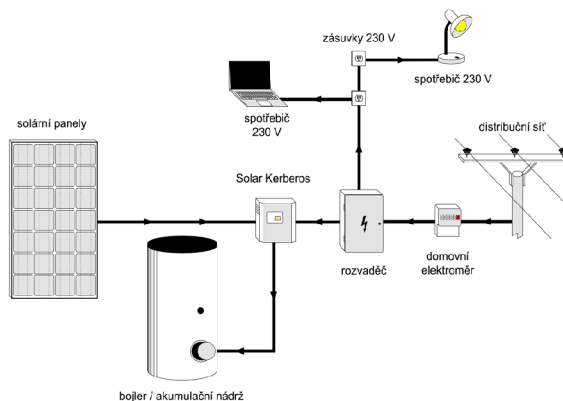 zásuvky 230 V
spotřebič 230 V
spotřebič
230 V
solární panely
distribuční síť
Solar Kerberos
rozvaděč
domovní
elektroměr
bojler / akumulační nádrž